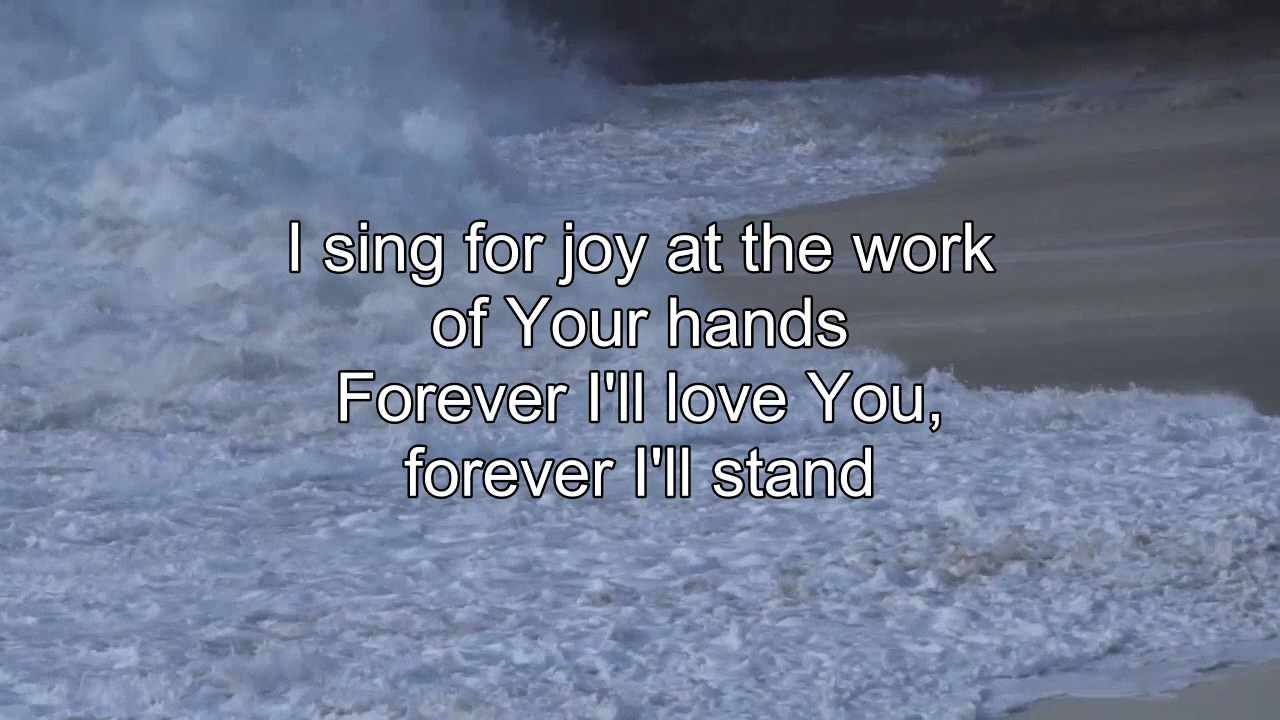 I sing for joy at the work
of Your hands
Forever I'll love You,
forever I'll stand